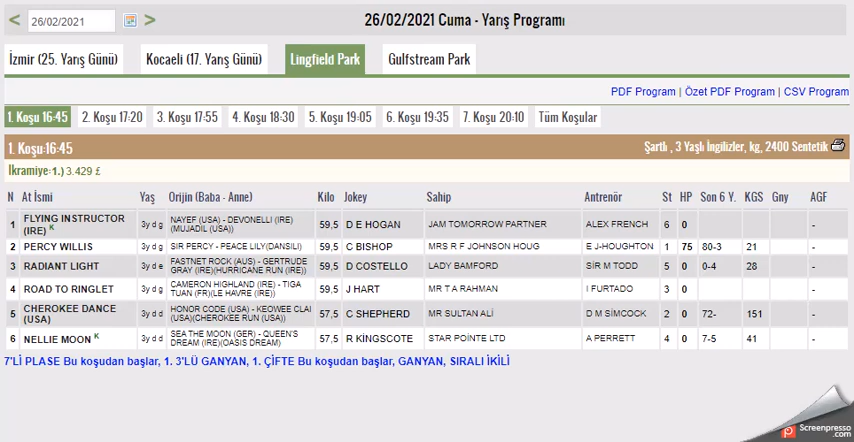 < 26/02/2021 > 26/02/2021 Cuma - Yarış Programı
İzmir (25. Yarış Günü) Kocaeli (17. Yarış Günü) Lingfield Park Gulfstream Park
PDF Program | Özet PDF Program | CSV Program
1. Koşu 16:45 2. Koşu 17:20 3. Koşu 17:55 4. Koşu 18:30 5. Koşu 19:05 6. Koşu 19:35 7. Koşu 20:10 Tüm Koşular
1. Koşu:16:45 Şartlı , 3 Yaşlı İngilizler, kg, 2400 Sentetik
İkramiye:1.) 3.429 £
N At İsmi Yaş Orijin (Baba - Anne) Kilo Jokey Sahip Antrenör St HP Son 6 Y. KGS Gny AGF
1 FLYING INSTRUCTOR (IRE) K 3y d g NAYEF (USA) - DEVONELLI (IRE) (MUJADIL (USA)) 59,5 D E HOGAN JAM TOMORROW PARTNER ALEX FRENCH 6 0 -
2 PERCY WILLIS 3y d g SIR PERCY - PEACE LILY(DANSILI) 59,5 C BISHOP MRS R F JOHNSON HOUG E J-HOUGHTON 1 75 80-3 21 -
3 RADIANT LIGHT 3y d e FASTNET ROCK (AUS) - GERTRUDE GRAY (IRE)(HURRICANE RUN (IRE)) 59,5 D COSTELLO LADY BAMFORD SİR M TODD 5 0 0-4 28 -
4 ROAD TO RINGLET 3y d g CAMERON HIGHLAND (IRE) - TIGA TUAN (FR)(LE HAVRE (IRE)) 59,5 J HART MR T A RAHMAN I FURTADO 3 0 -
5 CHEROKEE DANCE (USA) 3y d d HONOR CODE (USA) - KEOWEE CLAI (USA)(CHEROKEE RUN (USA)) 57,5 C SHEPHERD MR SULTAN ALİ D M SİMCOCK 2 0 72- 151 -
6 NELLIE MOON K 3y d d SEA THE MOON (GER) - QUEEN'S DREAM (IRE)(OASIS DREAM) 57,5 R KİNGSCOTE STAR POİNTE LTD A PERRETT 4 0 7-5 41 -
7'Lİ PLASE Bu koşudan başlar, 1. 3'LÜ GANYAN, 1. ÇİFTE Bu koşudan başlar, GANYAN, SIRALI İKİLİ
Screenpresso
.com